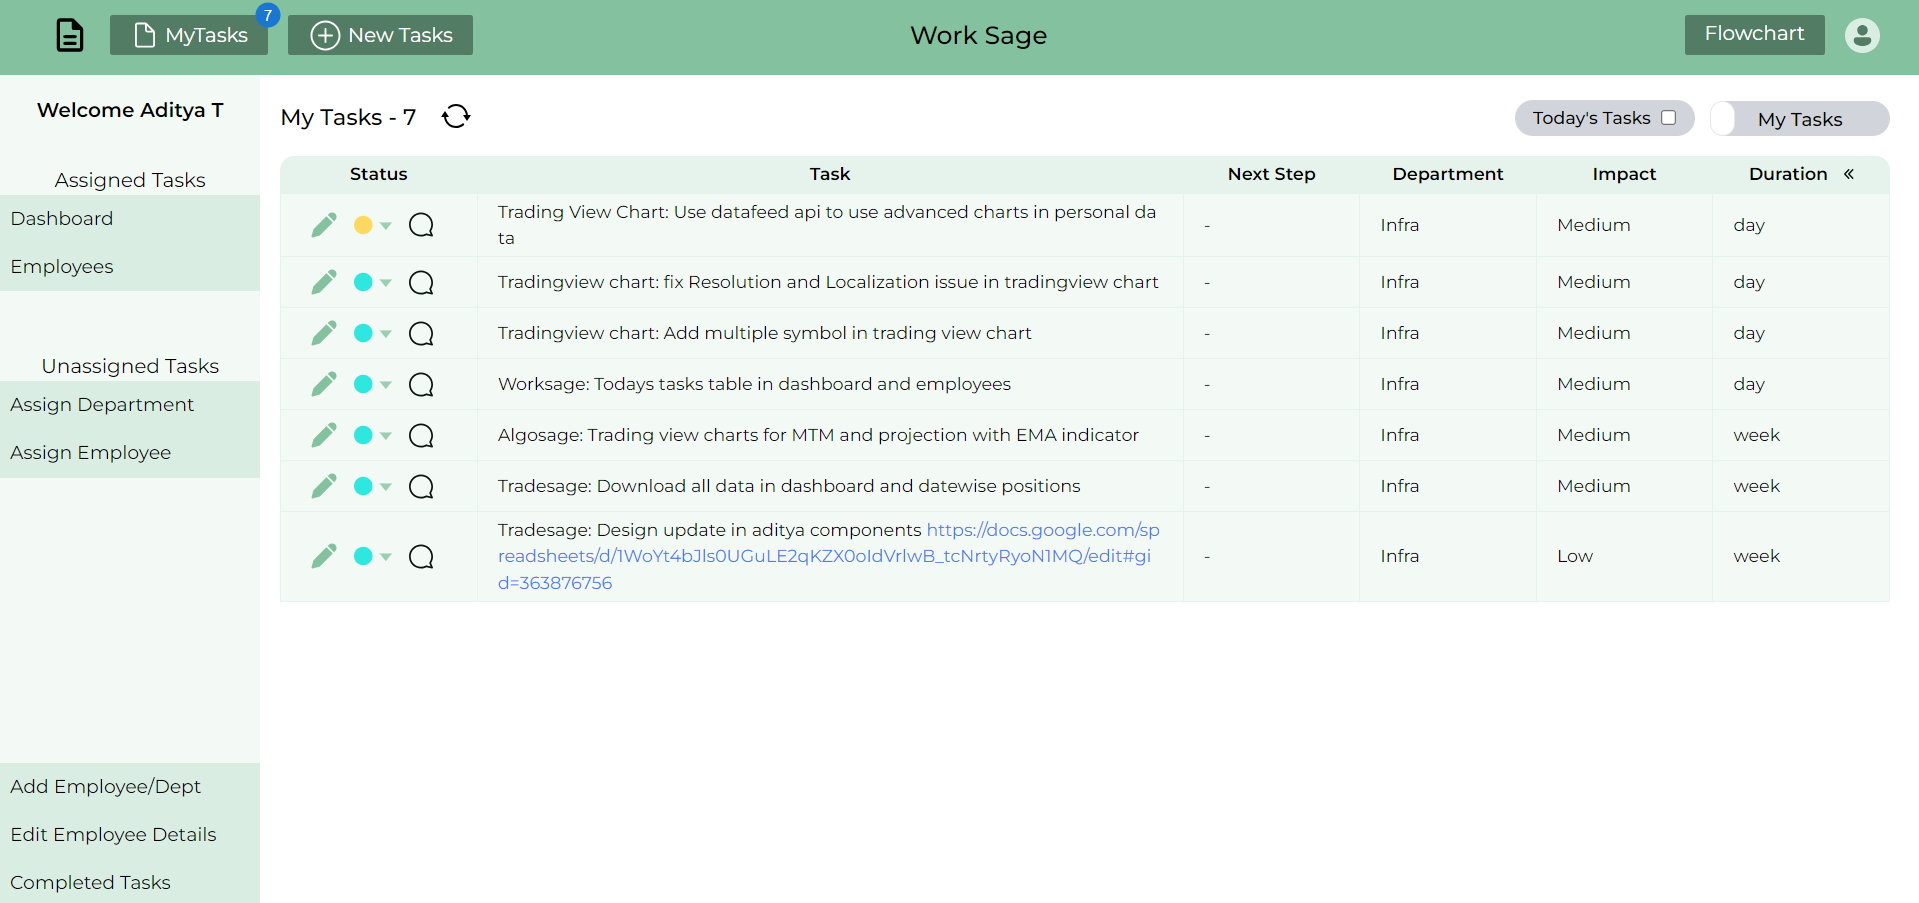 MyTasks
7
New Tasks
Work Sage
Flowchart
Welcome Aditya T
Assigned Tasks
Dashboard
Employees
Unassigned Tasks
Assign Department
Assign Employee
Add Employee/Dept
Edit Employee Details
Completed Tasks
My Tasks - 7
Today's Tasks
My Tasks
Status Task Next Step Department Impact Duration «
Trading View Chart: Use datafeed api to use advanced charts in personal da
ta
- Infra Medium day
Tradingview chart: fix Resolution and Localization issue in tradingview chart - Infra Medium day
Tradingview chart: Add multiple symbol in trading view chart - Infra Medium day
Worksage: Todays tasks table in dashboard and employees - Infra Medium day
Algosage: Trading view charts for MTM and projection with EMA indicator - Infra Medium week
Tradesage: Download all data in dashboard and datewise positions - Infra Medium week
Tradesage: Design update in aditya components https://docs.google.com/sp
readsheets/d/1WoYt4bJls0UGuLE2qKZX0oIdVrlwB_tcNrtyRyoN1MQ/edit#gi
d=363876756
- Infra Low week